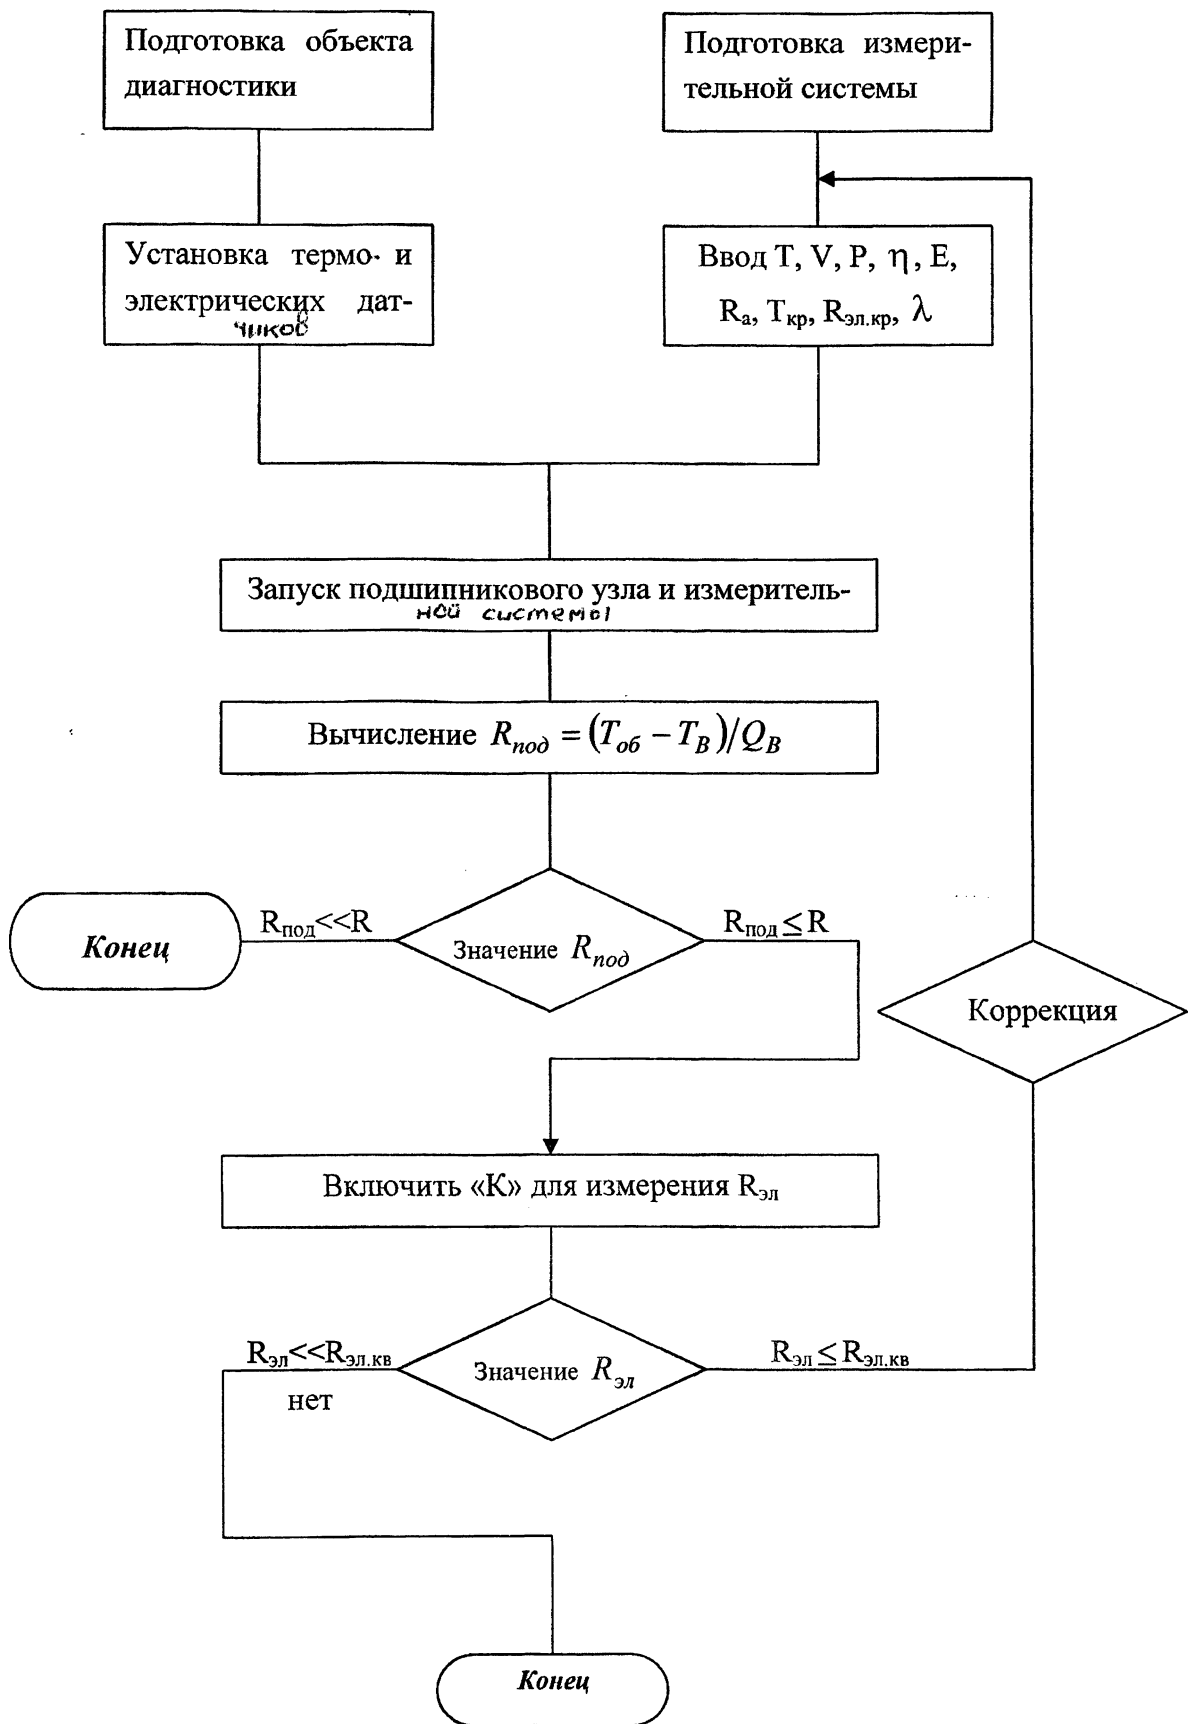 Подготовка объекта
диагностики
Подготовка измери-
тельной системы
Установка термо- и
электрических дат-
чиков
Ввод T, V, P, η, E,
Rа, Tкр, Rэл.кр, λ
Запуск подшипникового узла и измеритель-
ной системы
Вычисление Rпод = (Tоб − TВ)/QВ
Конец
Rпод<<R
Значение Rпод
Rпод≤R
Коррекция
Включить «К» для измерения Rэл
Rэл<<Rэл.кв
нет
Значение Rэл
Rэл≤Rэл.кв
Конец